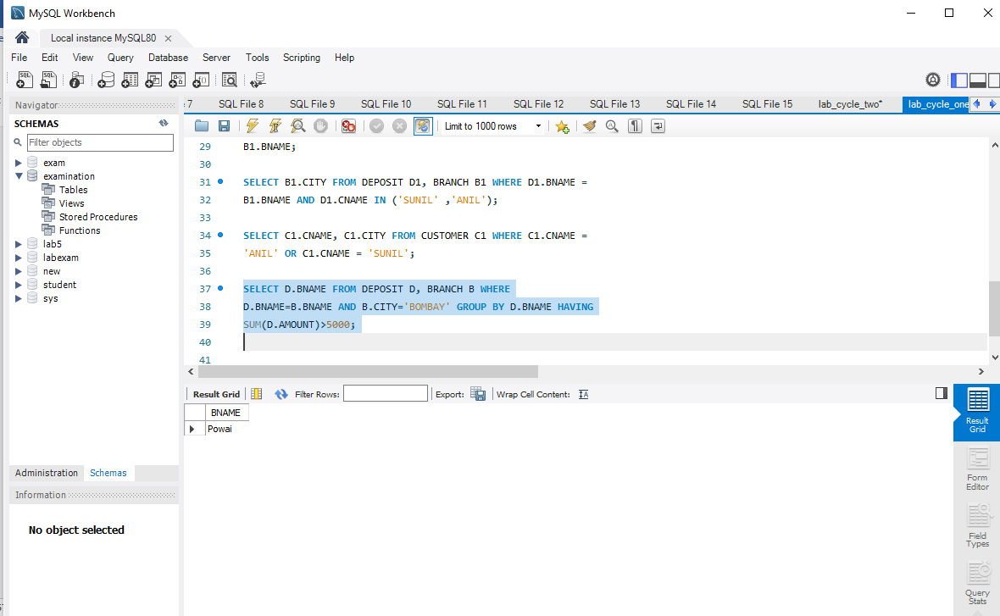 MySQL Workbench
Local instance MySQL80
File Edit View Query Database Server Tools Scripting Help
Navigator
7 SQL File 8 SQL File 9 SQL File 10 SQL File 11 SQL File 12 SQL File 13 SQL File 14 SQL File 15 lab_cycle_two* lab_cycle_one
SCHEMAS
Filter objects
exam
examination
Tables
Views
Stored Procedures
Functions
lab5
labexam
new
student
sys
Administration Schemas
Information
No object selected
Limit to 1000 rows
29 B1.BNAME;
30
31 SELECT B1.CITY FROM DEPOSIT D1, BRANCH B1 WHERE D1.BNAME =
32 B1.BNAME AND D1.CNAME IN ('SUNIL' ,'ANIL');
33
34 SELECT C1.CNAME, C1.CITY FROM CUSTOMER C1 WHERE C1.CNAME =
35 'ANIL' OR C1.CNAME = 'SUNIL';
36
37 SELECT D.BNAME FROM DEPOSIT D, BRANCH B WHERE
38 D.BNAME=B.BNAME AND B.CITY='BOMBAY' GROUP BY D.BNAME HAVING
39 SUM(D.AMOUNT)>5000;
40
41
Result Grid Filter Rows: Export: Wrap Cell Content:
BNAME
Powai
Result
Grid
Form
Editor
Field
Types
Query
Stats